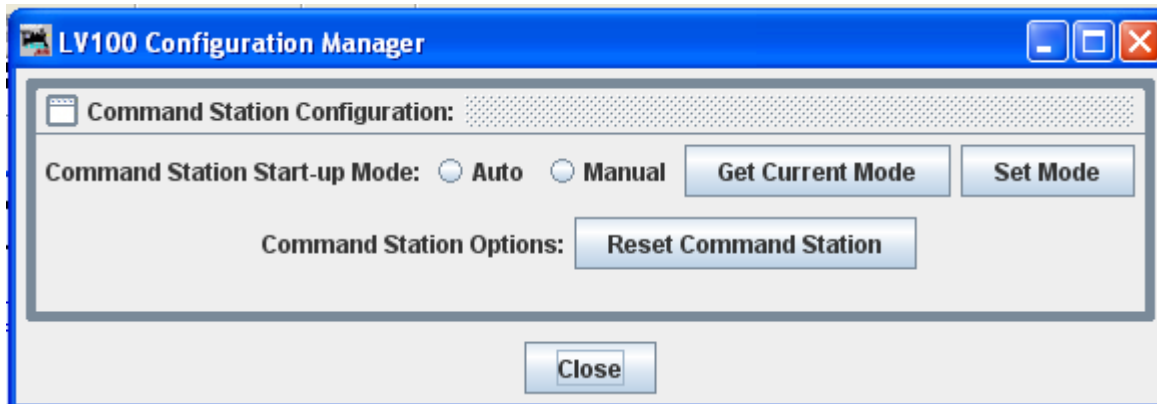 LV100 Configuration Manager
Command Station Configuration:
Command Station Start-up Mode: Auto Manual Get Current Mode Set Mode
Command Station Options: Reset Command Station
Close